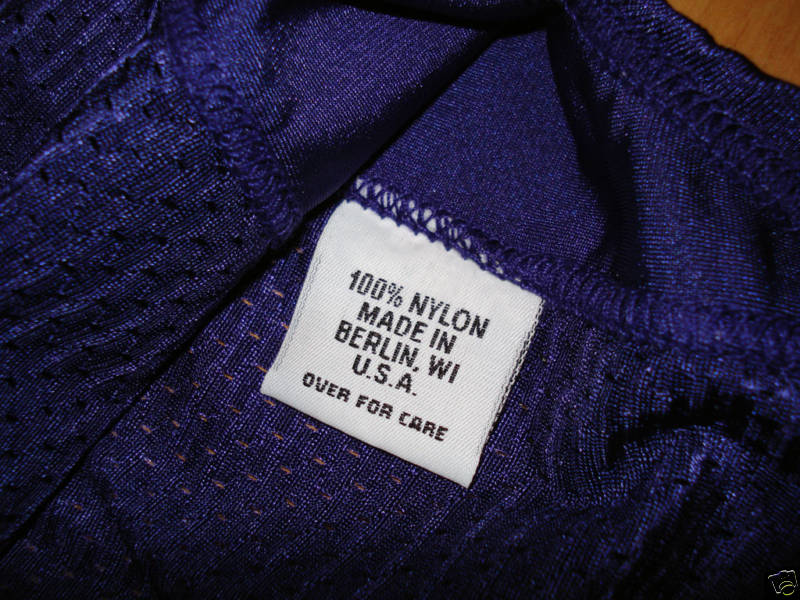 100% NYLON
MADE IN
BERLIN, WI
U.S.A.
OVER FOR CARE